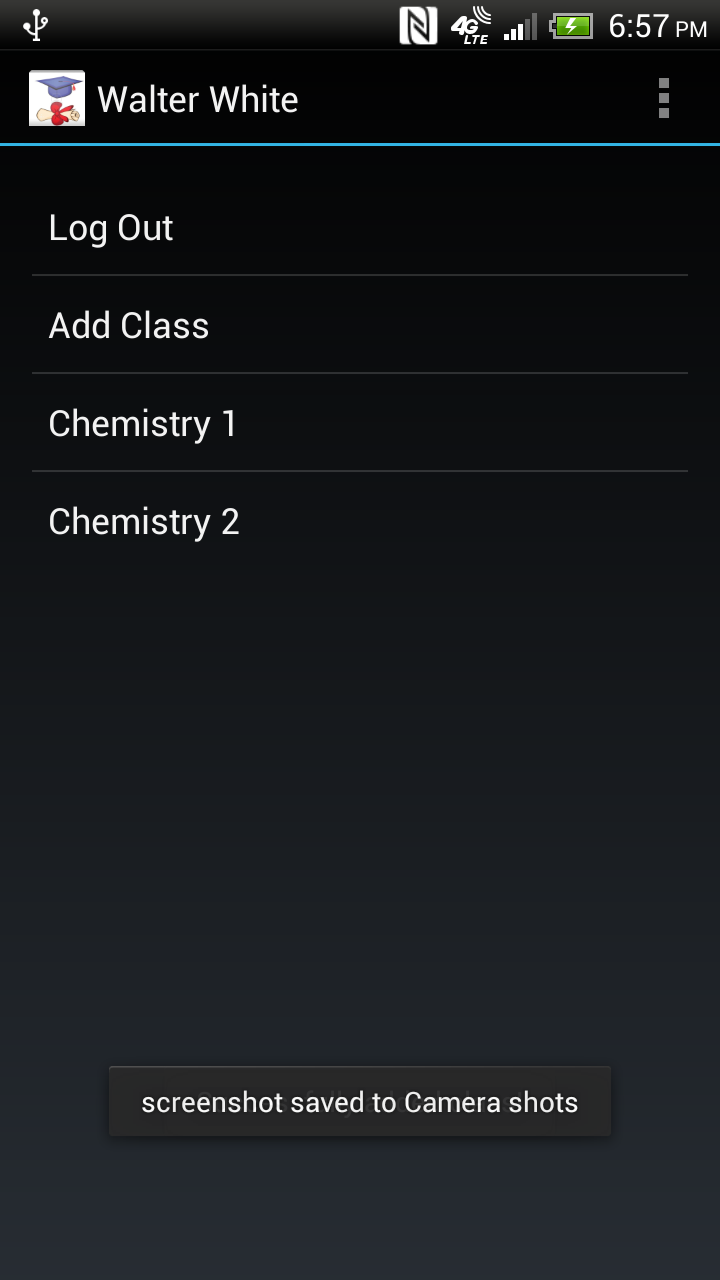 4G LTE 6:57 PM
Walter White
Log Out
Add Class
Chemistry 1
Chemistry 2
screenshot saved to Camera shots